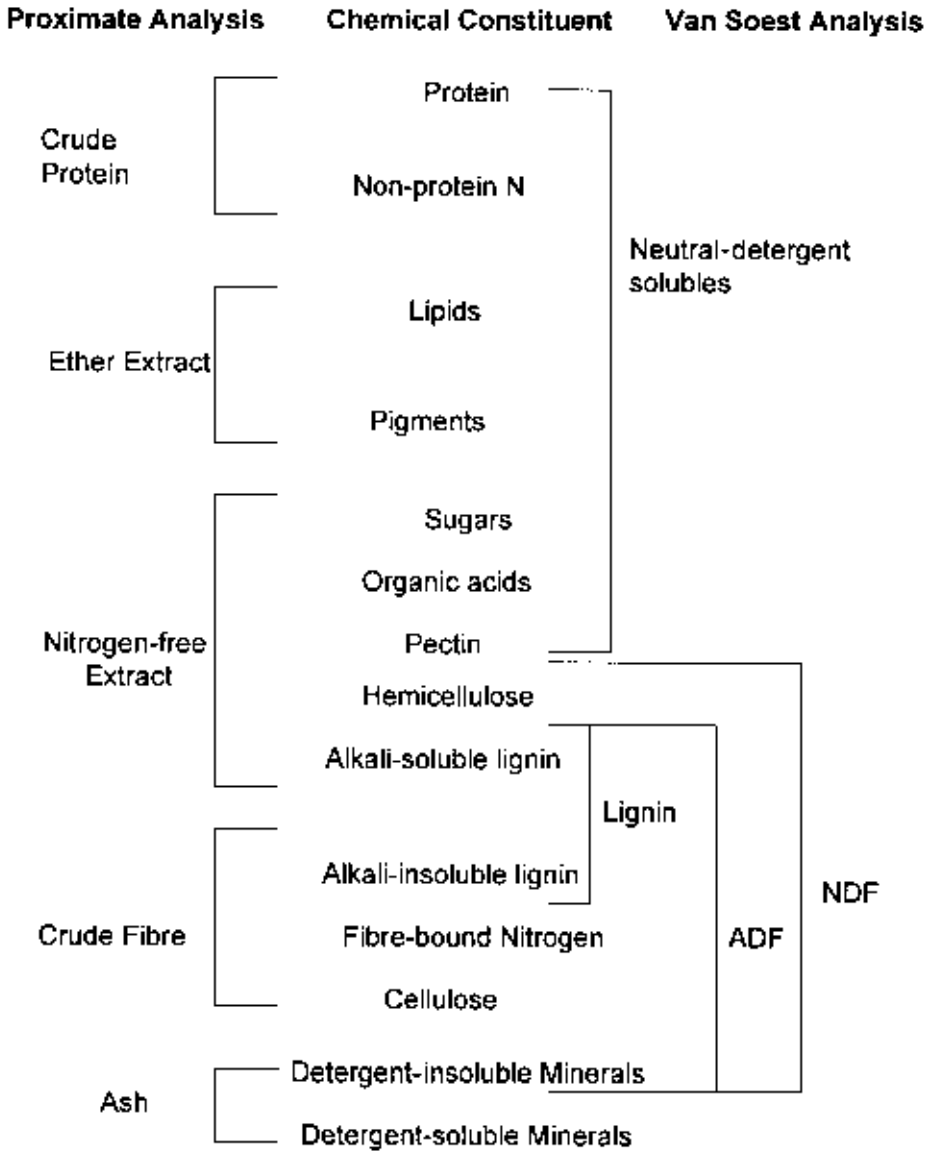 Proximate Analysis
Chemical Constituent
Van Soest Analysis
Protein
Crude
Protein
Non-protein N
Neutral-detergent
solubles
Lipids
Ether Extract
Pigments
Sugars
Organic acids
Nitrogen-free
Extract
Pectin
Hemicellulose
Alkali-soluble lignin
Lignin
Alkali-insoluble lignin
NDF
Crude Fibre
Fibre-bound Nitrogen
ADF
Cellulose
Ash
Detergent-insoluble Minerals
Detergent-soluble Minerals